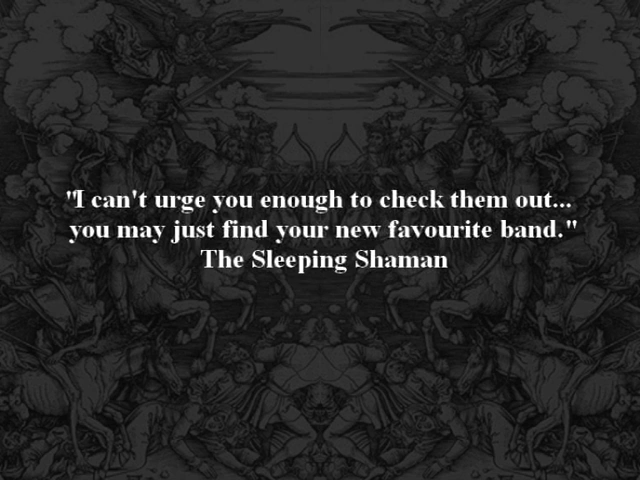 "I can't urge you enough to check them out...
you may just find your new favourite band."
The Sleeping Shaman